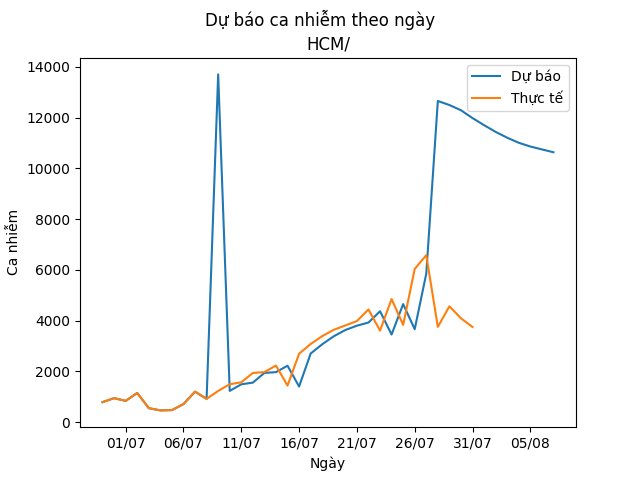 Dự báo ca nhiễm theo ngày
HCM/
Dự báo
Thực tế
14000
12000
10000
8000
6000
4000
2000
0
Ca nhiễm
01/07 06/07 11/07 16/07 21/07 26/07 31/07 05/08
Ngày